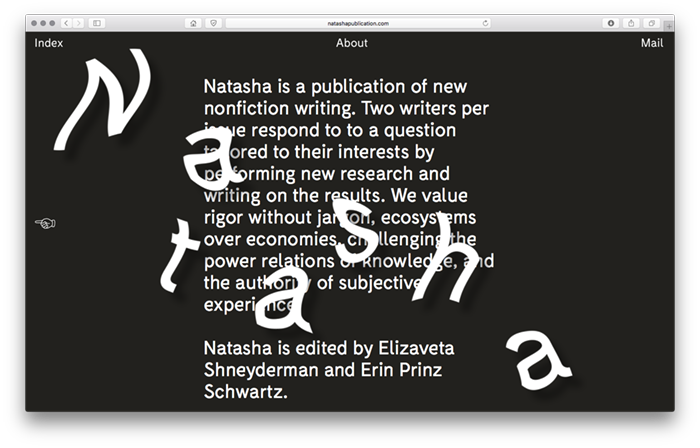 natashapublication.com
Index About Mail
Natasha
Natasha is a publication of new
nonfiction writing. Two writers per
issue respond to to a question
tailored to their interests by
performing new research and
writing on the results. We value
rigor without jargon, ecosystems
over economies, challenging the
power relations of knowledge, and
the authority of subjective
experience.
Natasha is edited by Elizaveta
Shneyderman and Erin Prinz
Schwartz.